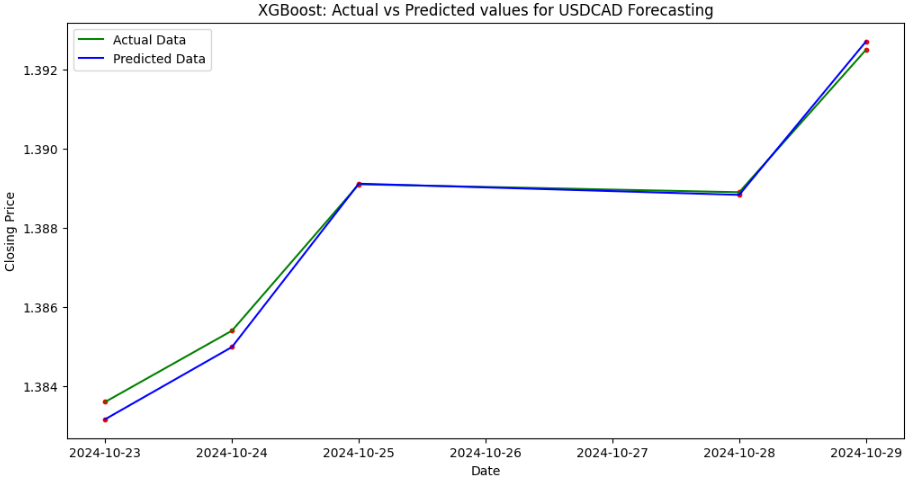 XGBoost: Actual vs Predicted values for USDCAD Forecasting
Actual Data
Predicted Data
1.392
1.390
1.388
1.386
1.384
Closing Price
2024-10-23 2024-10-24 2024-10-25 2024-10-26 2024-10-27 2024-10-28 2024-10-29
Date